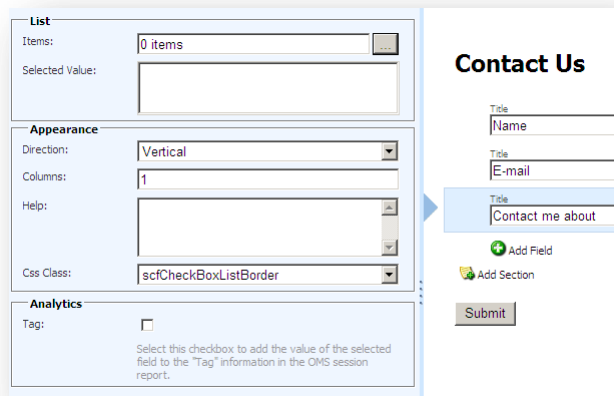 List
Items:
0 items
...
Selected Value:
Appearance
Direction:
Vertical
Columns:
1
Help:
Css Class:
scfCheckBoxListBorder
Analytics
Tag:
Select this checkbox to add the value of the selected
field to the "Tag" information in the OMS session
report.
Contact Us
Title
Name
Title
E-mail
Title
Contact me about
Add Field
Add Section
Submit